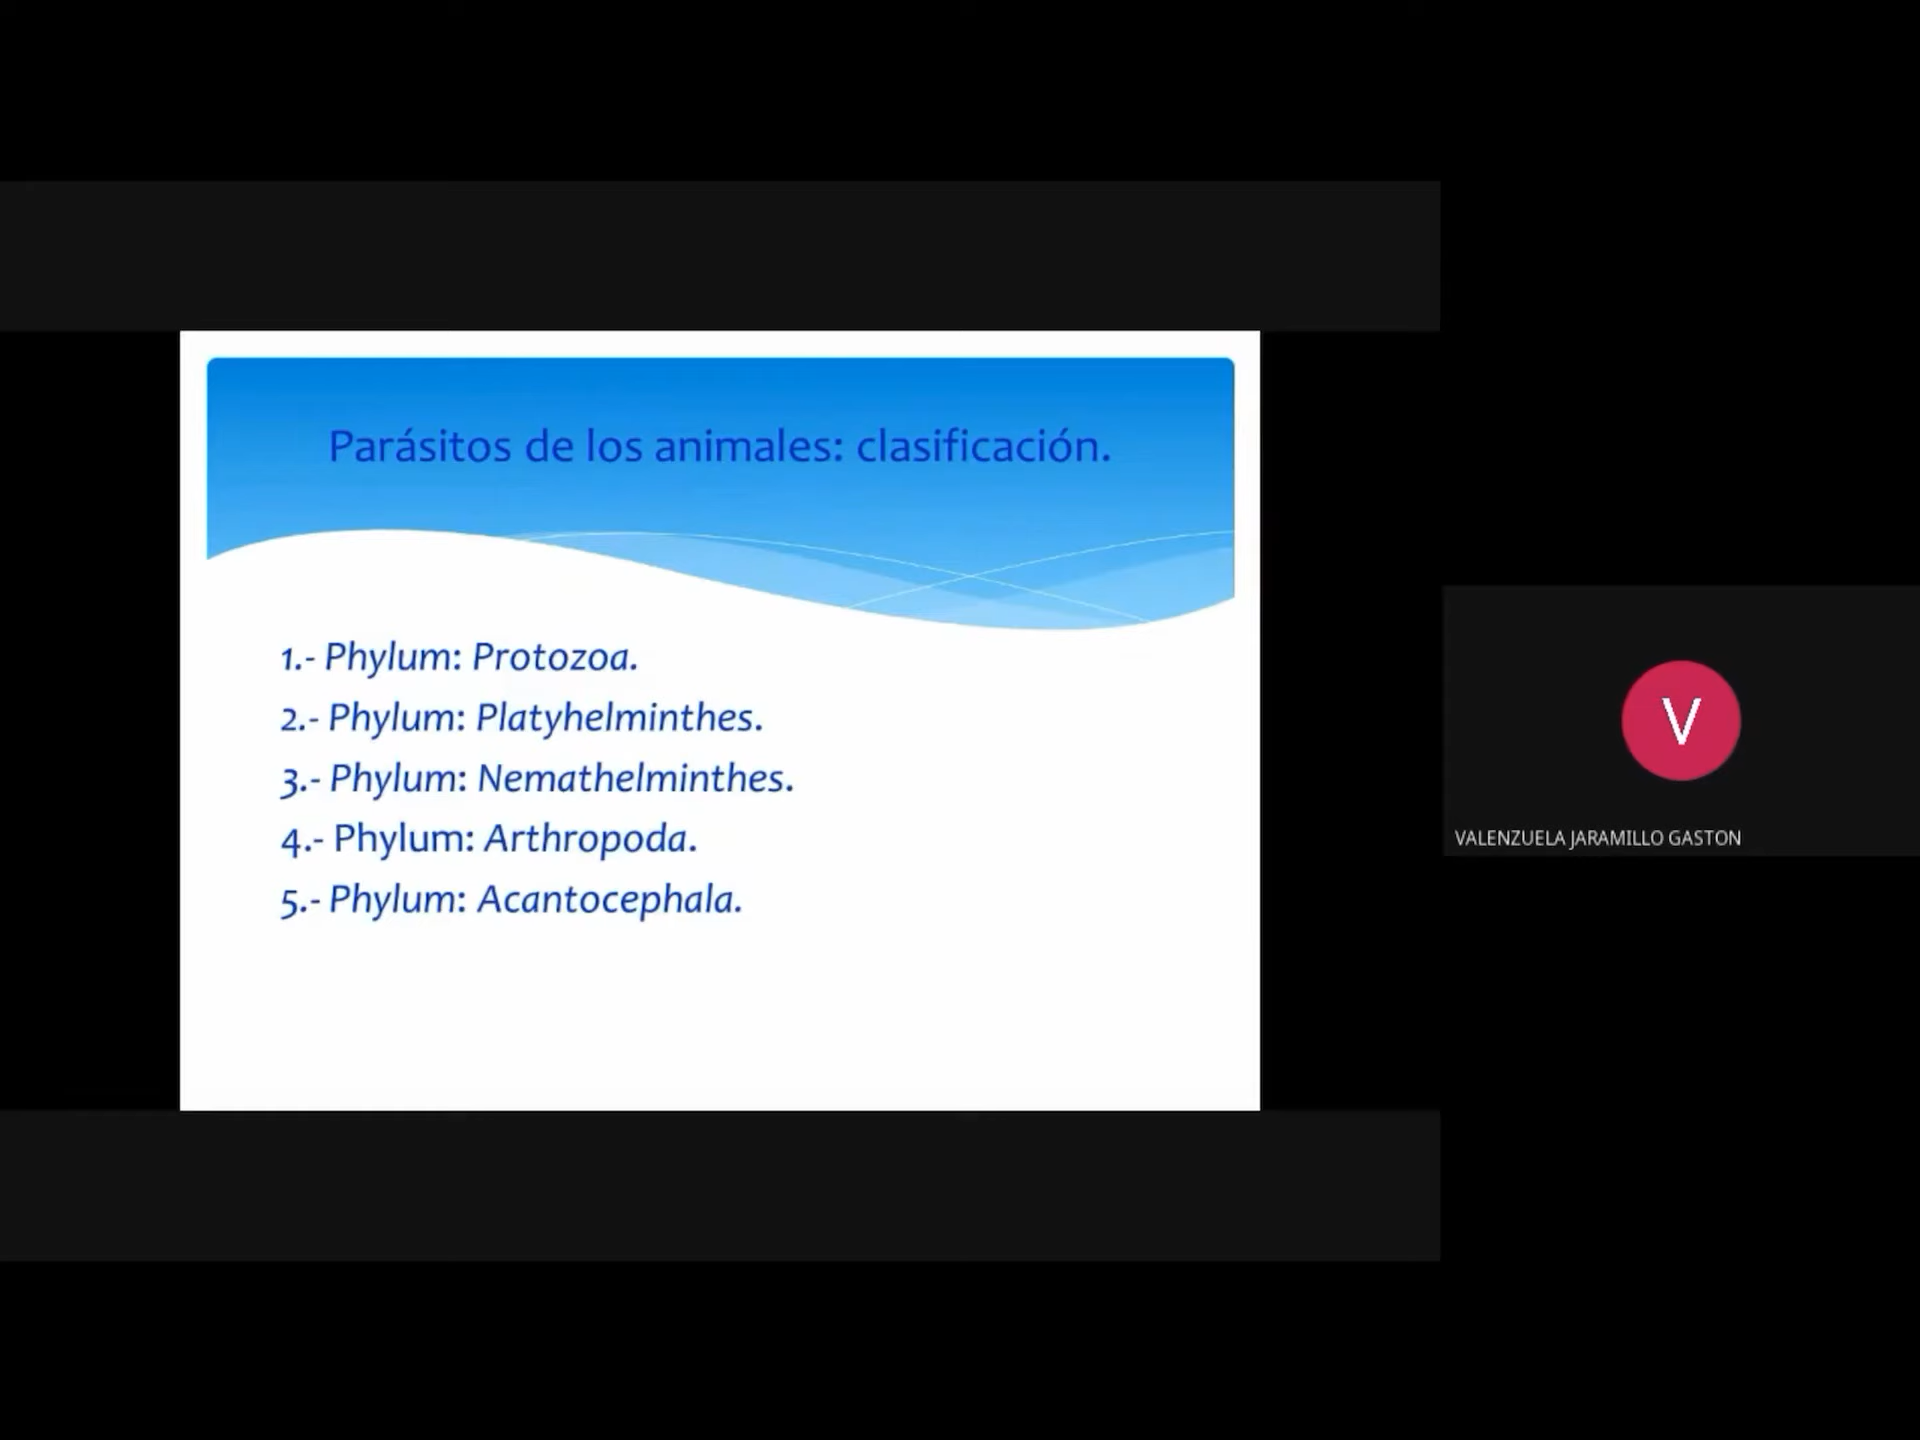 Parásitos de los animales: clasificación.
1.- Phylum: Protozoa.
2.- Phylum: Platyhelminthes.
3.- Phylum: Nemathelminthes.
4.- Phylum: Arthropoda.
5.- Phylum: Acantocephala.
V
VALENZUELA JARAMILLO GASTON